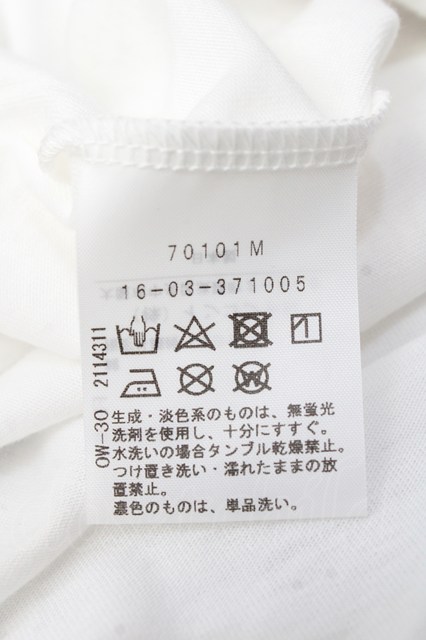 70101M
16-03-371005
OW-30 2114311
生成・淡色系のものは、無蛍光
洗剤を使用し、十分にすすぐ。
水洗いの場合タンブル乾燥禁止。
つけ置き洗い・濡れたままの放
置禁止。
濃色のものは、単品洗い。